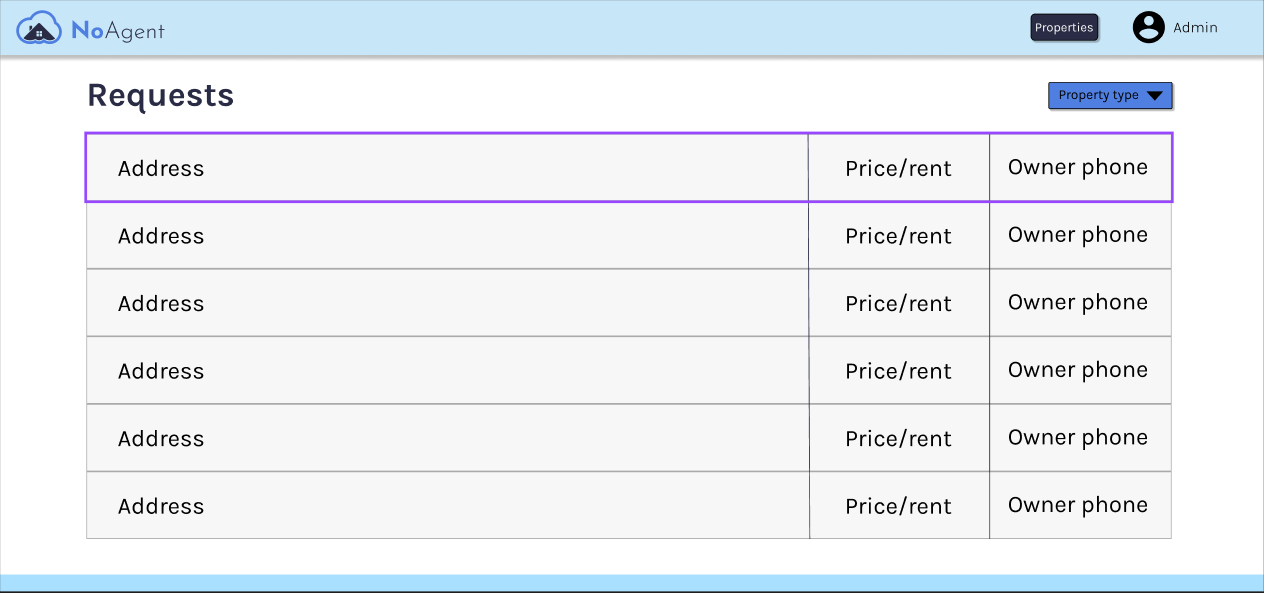 NoAgent
Properties
Admin
Requests
Property type
Address Price/rent Owner phone
Address Price/rent Owner phone
Address Price/rent Owner phone
Address Price/rent Owner phone
Address Price/rent Owner phone
Address Price/rent Owner phone